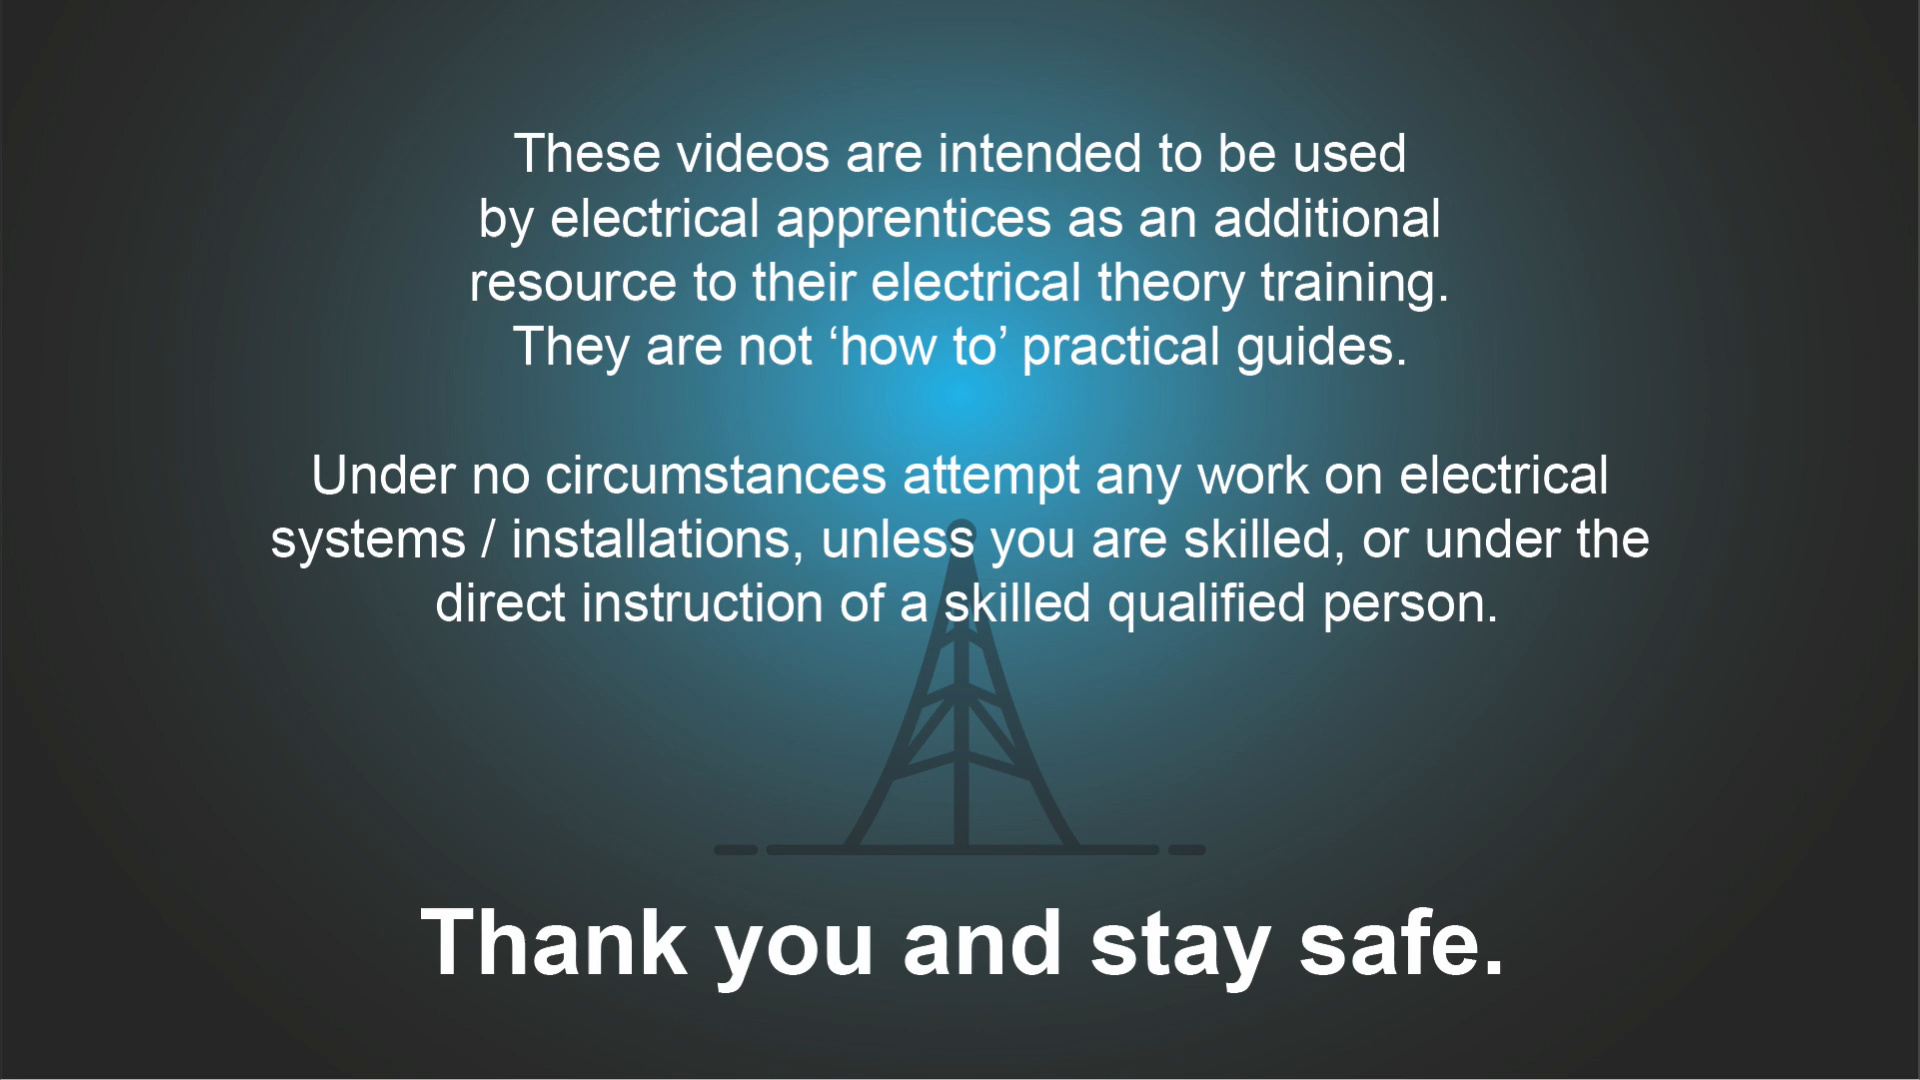 These videos are intended to be used
by electrical apprentices as an additional
resource to their electrical theory training.
They are not ‘how to’ practical guides.
Under no circumstances attempt any work on electrical
systems / installations, unless you are skilled, or under the
direct instruction of a skilled qualified person.
Thank you and stay safe.